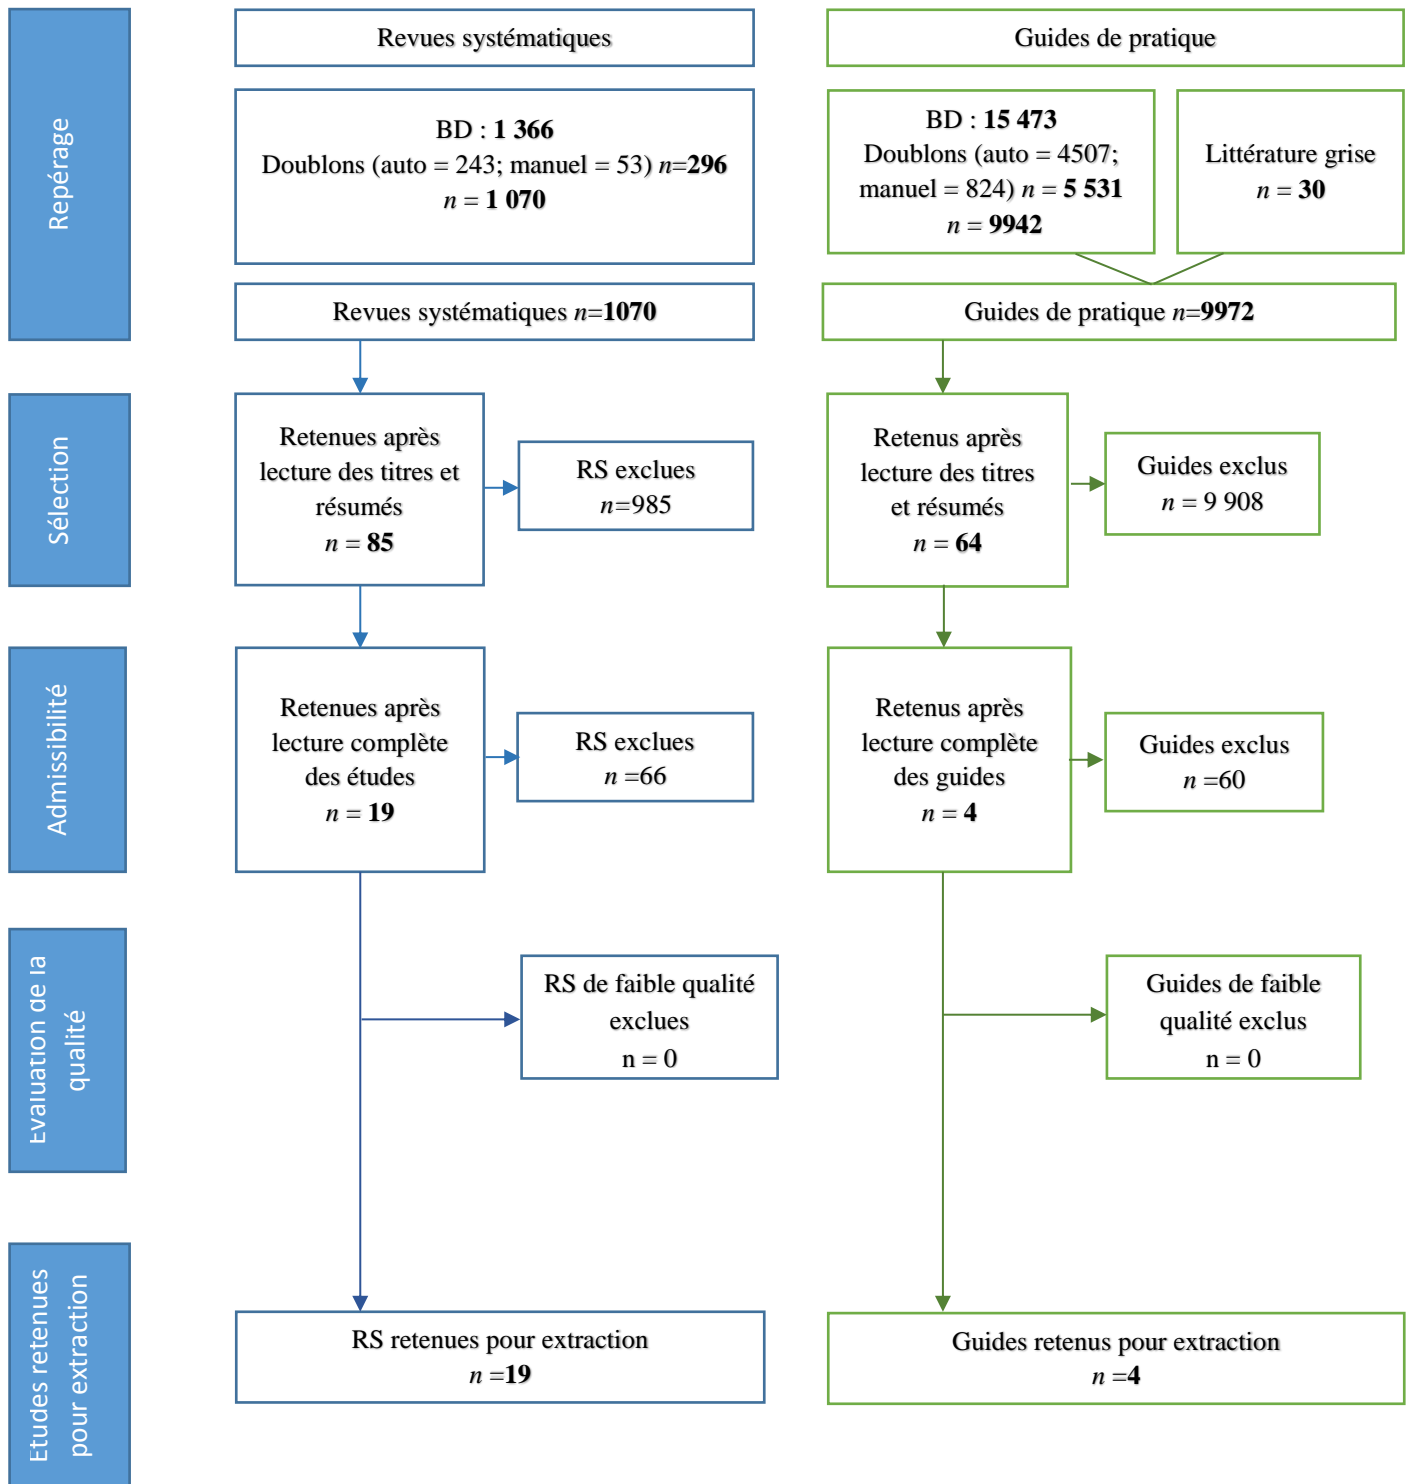 Repérage
Revues systématiques
Guides de pratique
BD : 1 366
Doublons (auto = 243; manuel = 53) n=296
n = 1 070
BD : 15 473
Doublons (auto = 4507;
manuel = 824) n = 5 531
n = 9942
Littérature grise
n = 30
Revues systématiques n=1070
Guides de pratique n=9972
Sélection
Retenues après
lecture des titres et
résumés
n = 85
RS exclues
n=985
Retenus après
lecture des titres
et résumés
n = 64
Guides exclus
n = 9 908
Admissibilité
Retenues après
lecture complète
des études
n = 19
RS exclues
n =66
Retenus après
lecture complète
des guides
n = 4
Guides exclus
n =60
Evaluation de la
qualité
RS de faible qualité
exclues
n = 0
Guides de faible
qualité exclus
n = 0
Etudes retenues
pour extraction
RS retenues pour extraction
n =19
Guides retenus pour extraction
n =4